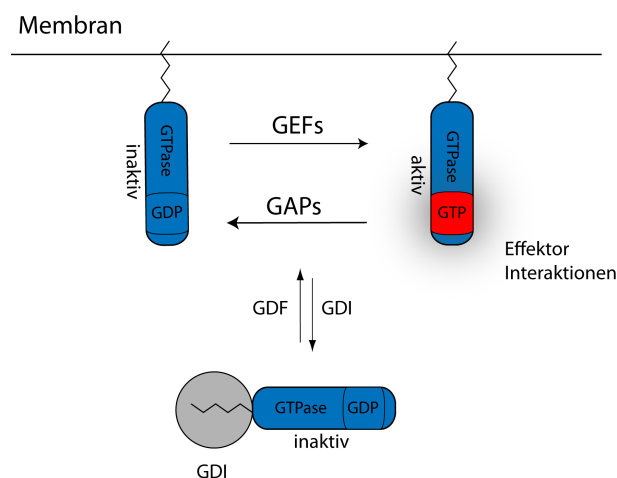 Membran
GEFs
GTPase
inaktiv
GDP
GAPs
GTPase
aktiv
GTP
Effektor
Interaktionen
GDF
GDI
GTPase
GDP
inaktiv
GDI